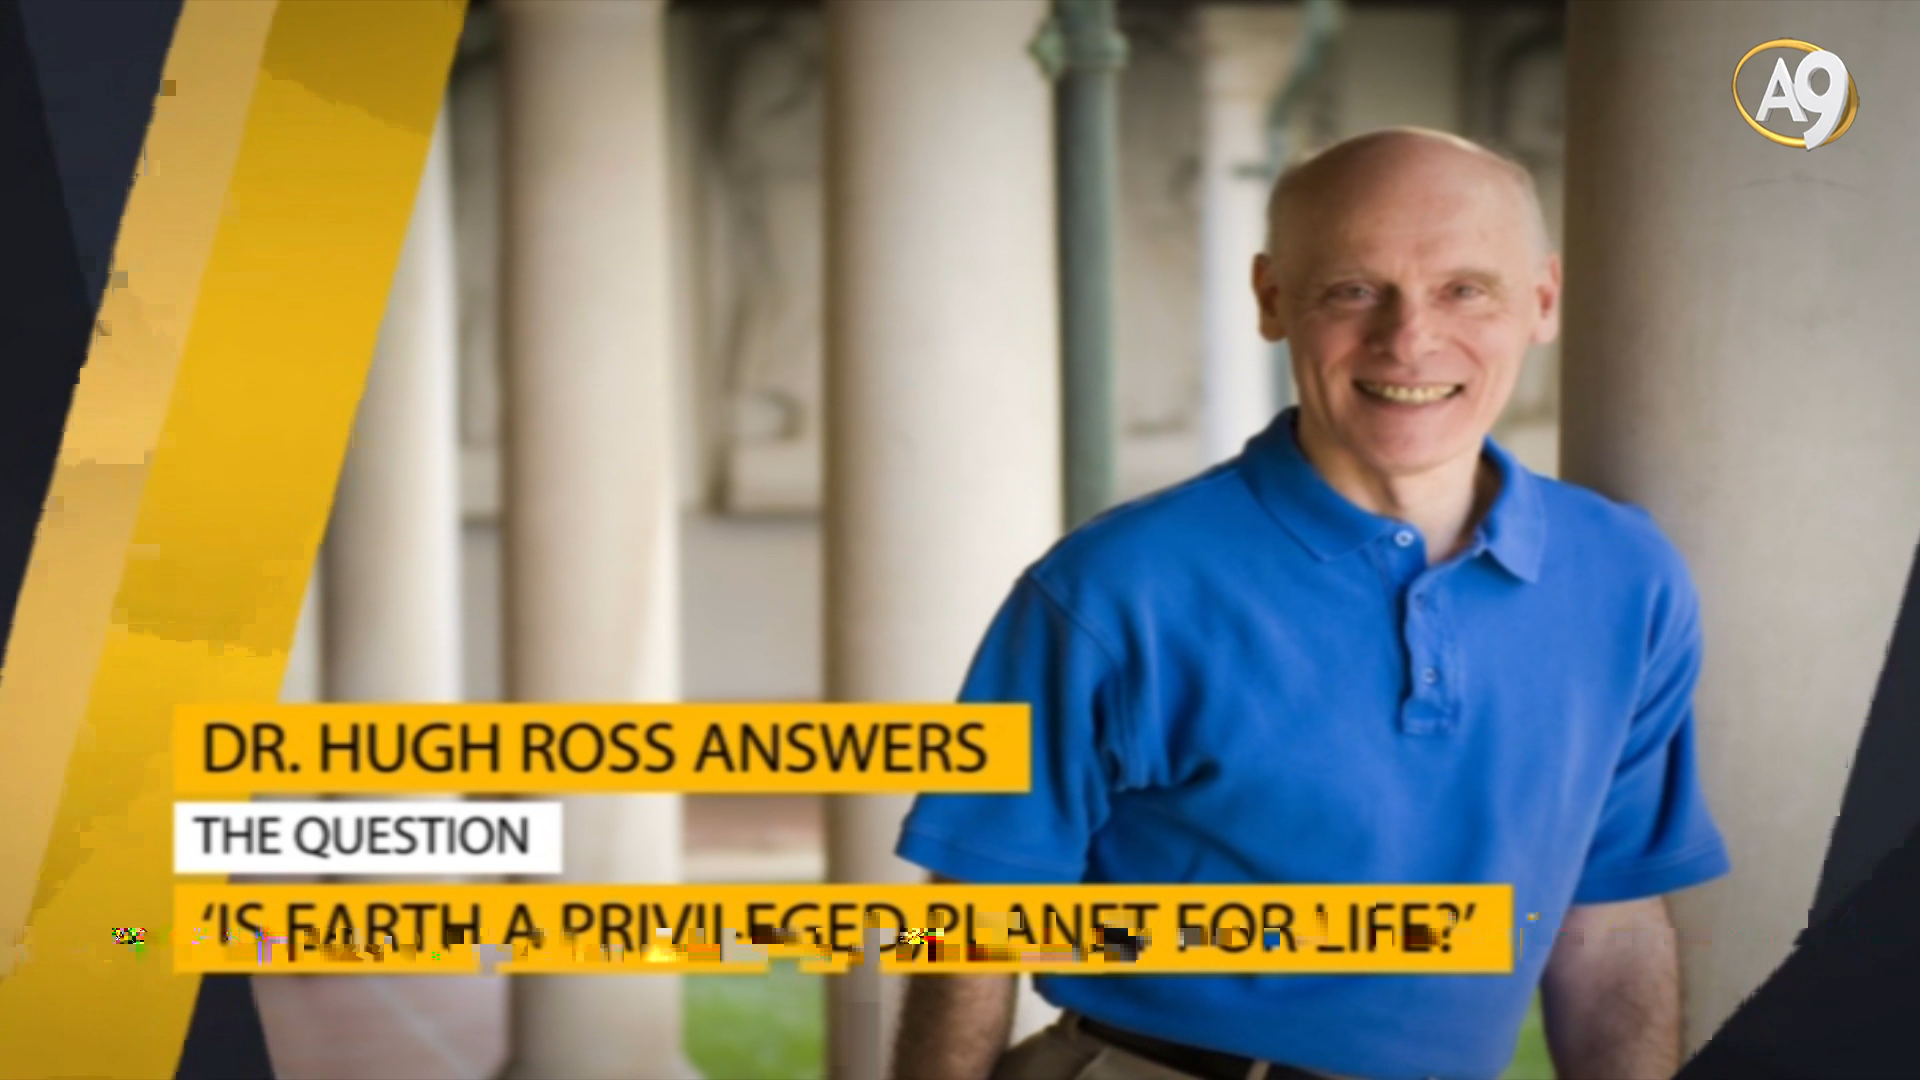 A9
DR. HUGH ROSS ANSWERS
THE QUESTION
‘IS EARTH A PRIVILEGED PLANET FOR LIFE?’